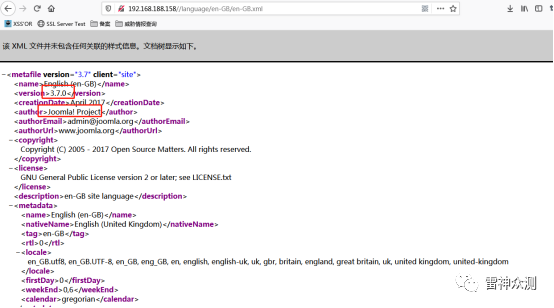 192.168.188.158//language/en-GB/en-GB.xml
XSS'OR SSL Server Test 备案 威胁情报查询
该 XML 文件并未包含任何关联的样式信息。文档树显示如下。
−<metafile version="3.7" client="site">
<name>English (en-GB)</name>
<version>3.7.0</version>
<creationDate>April 2017</creationDate>
<author>Joomla! Project</author>
<authorEmail>admin@joomla.org</authorEmail>
<authorUrl>www.joomla.org</authorUrl>
−<copyright>
Copyright (C) 2005 - 2017 Open Source Matters. All rights reserved.
</copyright>
−<license>
GNU General Public License version 2 or later; see LICENSE.txt
</license>
<description>en-GB site language</description>
−<metadata>
<name>English (en-GB)</name>
<nativeName>English (United Kingdom)</nativeName>
<tag>en-GB</tag>
<rtl>0</rtl>
−<locale>
en_GB.utf8, en_GB.UTF-8, en_GB, eng_GB, en, english, english-uk, uk, gbr, britain, england, great britain, uk, united kingdom, united-kingdom
</locale>
<firstDay>0</firstDay>
<weekEnd>0,6</weekEnd>
<calendar>gregorian</calendar>
雷神众测